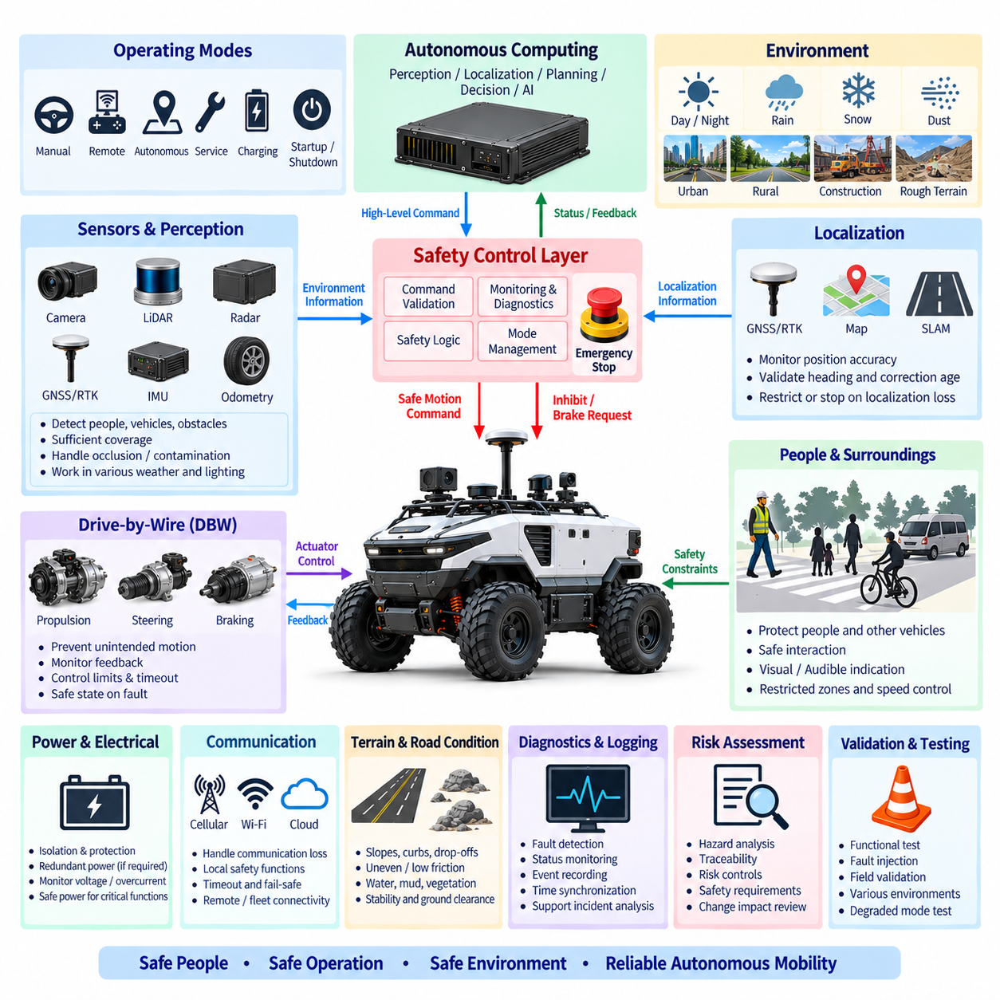 Operating Modes
Manual
Remote
Autonomous
Service
Charging
Startup /
Shutdown
Autonomous Computing
Perception / Localization / Planning /
Decision / AI
Environment
Day / Night
Rain
Snow
Dust
Urban
Rural
Construction
Rough Terrain
High-Level Command
Status / Feedback
Sensors & Perception
Camera
LiDAR
Radar
GNSS/RTK
IMU
Odometry
• Detect people, vehicles, obstacles
• Sufficient coverage
• Handle occlusion / contamination
• Work in various weather and lighting
Environment
Information
Safety Control Layer
Command
Validation
Monitoring &
Diagnostics
Safety Logic
Mode
Management
Emergency
Stop
Localization
Information
Localization
GNSS/RTK
Map
SLAM
• Monitor position accuracy
• Validate heading and correction age
• Restrict or stop on localization loss
Safe Motion
Command
Inhibit /
Brake Request
Drive-by-Wire (DBW)
Propulsion
Steering
Braking
• Prevent unintended motion
• Monitor feedback
• Control limits & timeout
• Safe state on fault
Actuator
Control
Feedback
Safety
Constraints
People & Surroundings
• Protect people and other vehicles
• Safe interaction
• Visual / Audible indication
• Restricted zones and speed control
Power & Electrical
• Isolation & protection
• Redundant power (if required)
• Monitor voltage / overcurrent
• Safe power for critical functions
Communication
Cellular
Wi-Fi
Cloud
• Handle communication loss
• Local safety functions
• Timeout and fail-safe
• Remote / fleet connectivity
Terrain & Road Condition
• Slopes, curbs, drop-offs
• Uneven / low friction
• Water, mud, vegetation
• Stability and ground clearance
Diagnostics & Logging
• Fault detection
• Status monitoring
• Event recording
• Time synchronization
• Support incident analysis
Risk Assessment
• Hazard analysis
• Traceability
• Risk controls
• Safety requirements
• Change impact review
Validation & Testing
• Functional test
• Fault injection
• Field validation
• Various environments
• Degraded mode test
Safe People • Safe Operation • Safe Environment • Reliable Autonomous Mobility